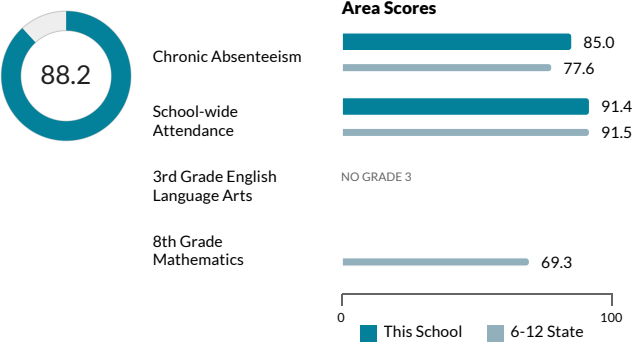 Area Scores
88.2
Chronic Absenteeism
85.0
77.6
School-wide
Attendance
91.4
91.5
3rd Grade English
Language Arts
NO GRADE 3
8th Grade
Mathematics
69.3
0
100
This School
6-12 State